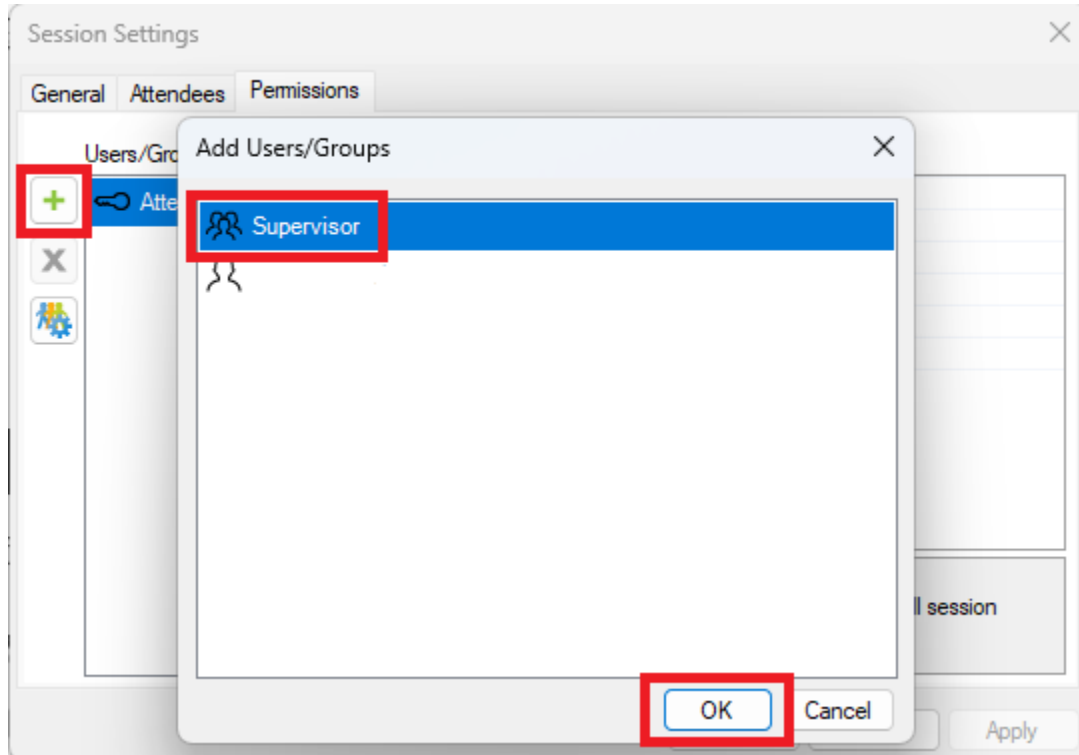 Session Settings
General Attendees Permissions
Users/Gro
Atte
Add Users/Groups
Supervisor
ll session
OK Cancel
Apply